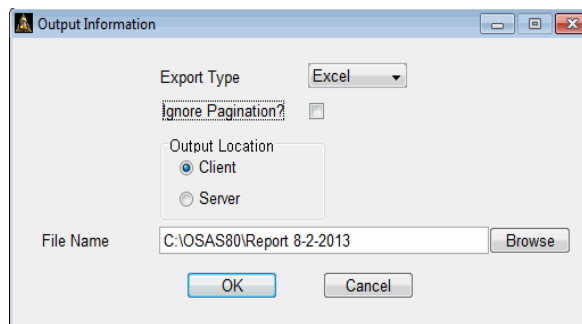 Output Information
Export Type Excel
Ignore Pagination?
Output Location
Client
Server
File Name C:\OSAS80\Report 8-2-2013 Browse
OK Cancel